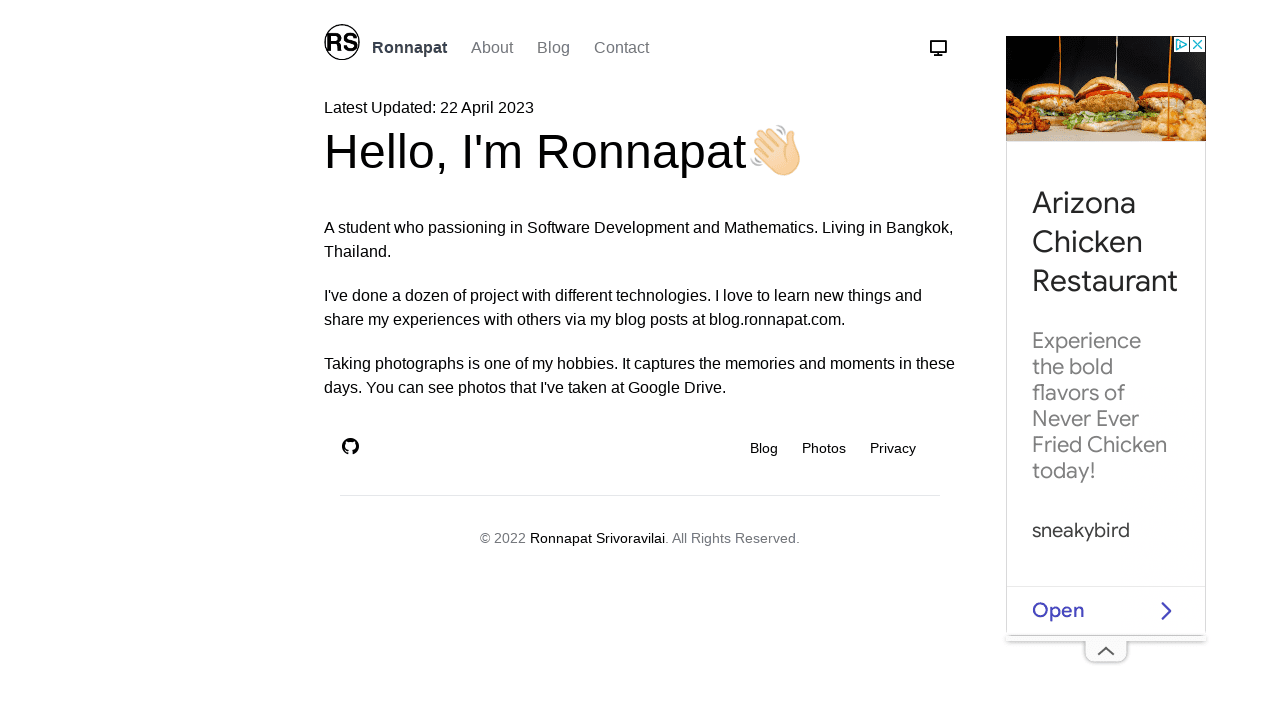 RS
Ronnapat About Blog Contact
Latest Updated: 22 April 2023
Hello, I'm Ronnapat👋🏻
A student who passioning in Software Development and Mathematics. Living in Bangkok,
Thailand.
I've done a dozen of project with different technologies. I love to learn new things and
share my experiences with others via my blog posts at blog.ronnapat.com.
Taking photographs is one of my hobbies. It captures the memories and moments in these
days. You can see photos that I've taken at Google Drive.
Blog Photos Privacy
© 2022 Ronnapat Srivoravilai. All Rights Reserved.
Arizona
Chicken
Restaurant
Experience
the bold
flavors of
Never Ever
Fried Chicken
today!
sneakybird
Open